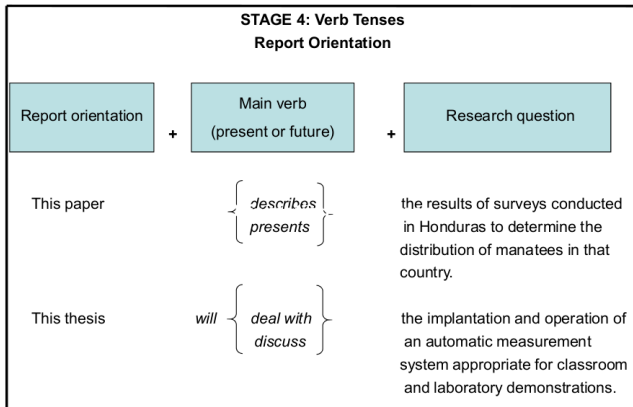 STAGE 4: Verb Tenses
Report Orientation
Report orientation
+
Main verb
(present or future)
+
Research question
This paper
describes
presents
the results of surveys conducted
in Honduras to determine the
distribution of manatees in that
country.
This thesis
will
deal with
discuss
the implantation and operation of
an automatic measurement
system appropriate for classroom
and laboratory demonstrations.